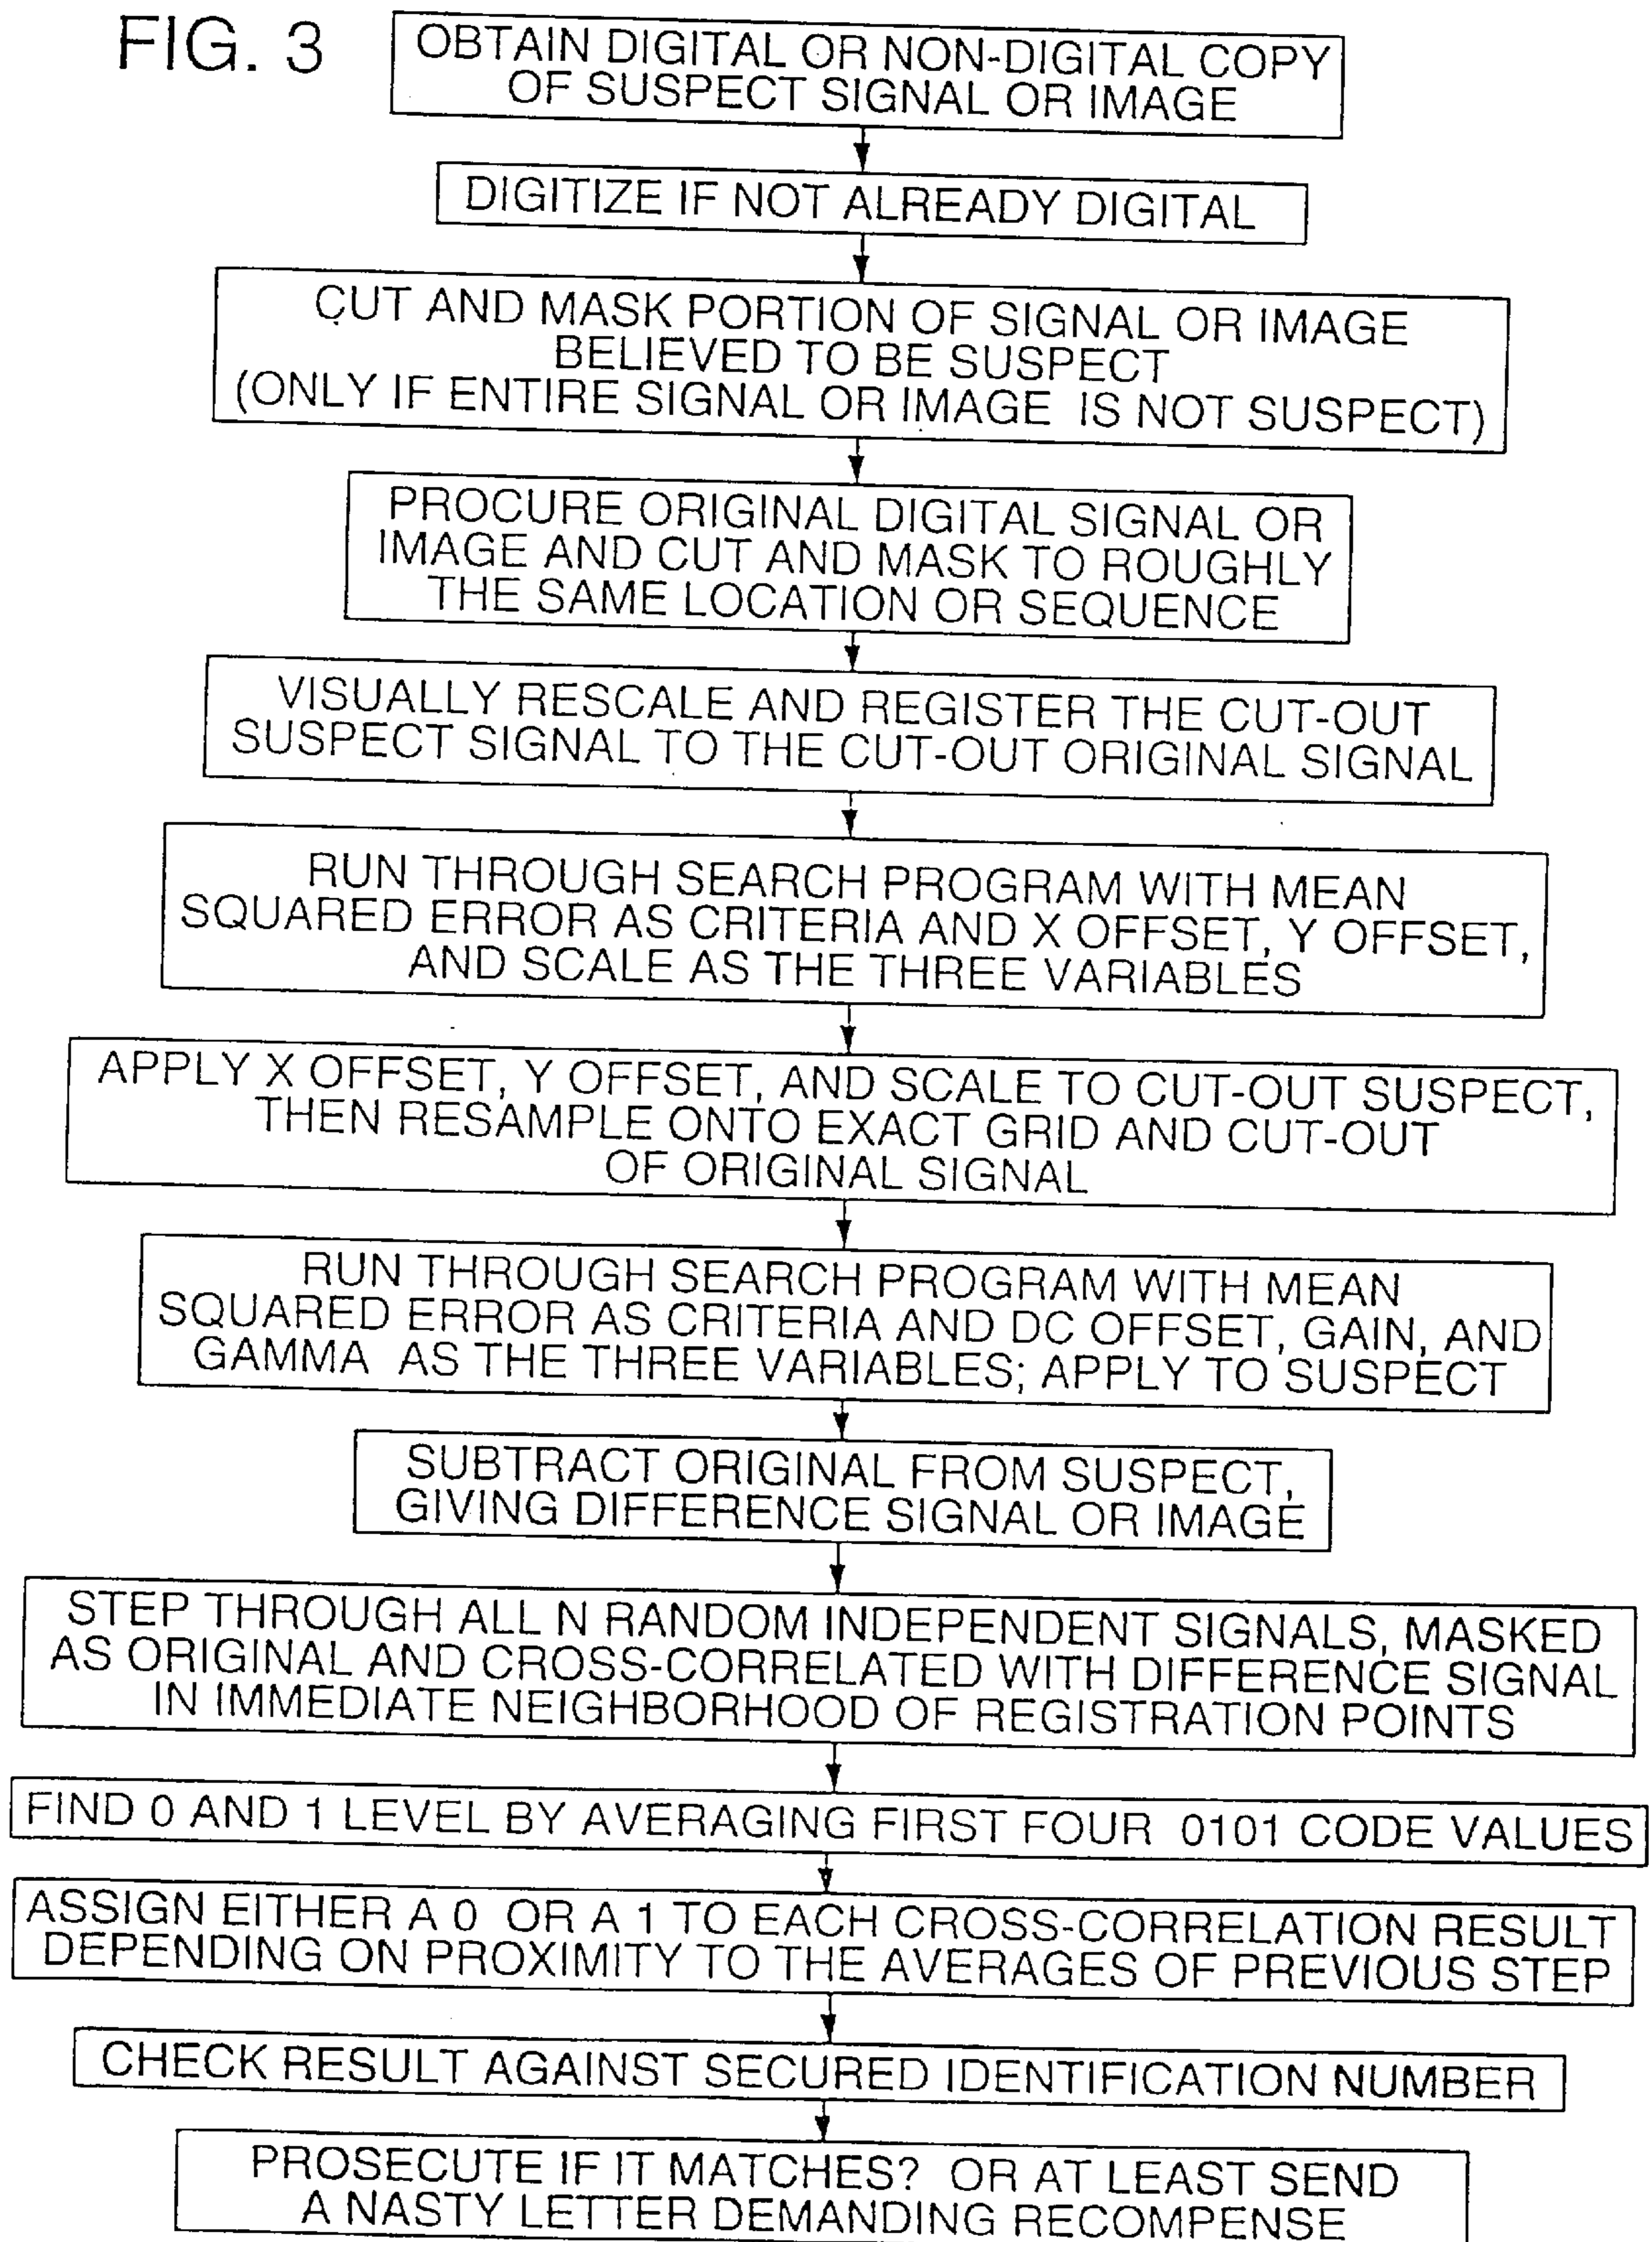 FIG. 3
OBTAIN DIGITAL OR NON-DIGITAL COPY
OF SUSPECT SIGNAL OR IMAGE
DIGITIZE IF NOT ALREADY DIGITAL
CUT AND MASK PORTION OF SIGNAL OR IMAGE
BELIEVED TO BE SUSPECT
(ONLY IF ENTIRE SIGNAL OR IMAGE IS NOT SUSPECT)
PROCURE ORIGINAL DIGITAL SIGNAL OR
IMAGE AND CUT AND MASK TO ROUGHLY
THE SAME LOCATION OR SEQUENCE
VISUALLY RESCALE AND REGISTER THE CUT-OUT
SUSPECT SIGNAL TO THE CUT-OUT ORIGINAL SIGNAL
RUN THROUGH SEARCH PROGRAM WITH MEAN
SQUARED ERROR AS CRITERIA AND X OFFSET, Y OFFSET,
AND SCALE AS THE THREE VARIABLES
APPLY X OFFSET, Y OFFSET, AND SCALE TO CUT-OUT SUSPECT,
THEN RESAMPLE ONTO EXACT GRID AND CUT-OUT
OF ORIGINAL SIGNAL
RUN THROUGH SEARCH PROGRAM WITH MEAN
SQUARED ERROR AS CRITERIA AND DC OFFSET, GAIN, AND
GAMMA AS THE THREE VARIABLES; APPLY TO SUSPECT
SUBTRACT ORIGINAL FROM SUSPECT,
GIVING DIFFERENCE SIGNAL OR IMAGE
STEP THROUGH ALL N RANDOM INDEPENDENT SIGNALS, MASKED
AS ORIGINAL AND CROSS-CORRELATED WITH DIFFERENCE SIGNAL
IN IMMEDIATE NEIGHBORHOOD OF REGISTRATION POINTS
FIND 0 AND 1 LEVEL BY AVERAGING FIRST FOUR 0101 CODE VALUES
ASSIGN EITHER A 0 OR A 1 TO EACH CROSS-CORRELATION RESULT
DEPENDING ON PROXIMITY TO THE AVERAGES OF PREVIOUS STEP
CHECK RESULT AGAINST SECURED IDENTIFICATION NUMBER
PROSECUTE IF IT MATCHES? OR AT LEAST SEND
A NASTY LETTER DEMANDING RECOMPENSE